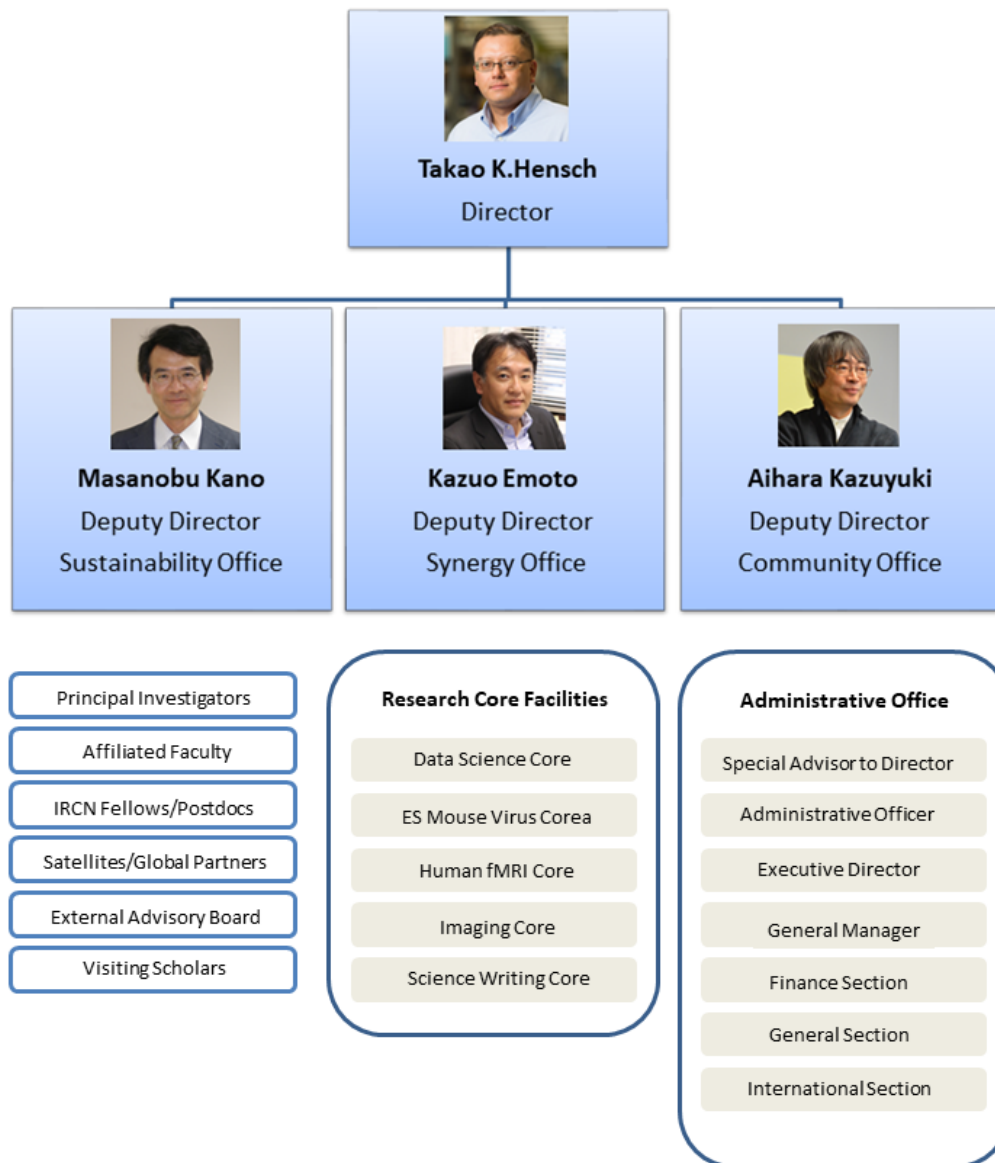 Takao K.Hensch
Director
Masanobu Kano
Deputy Director
Sustainability Office
Kazuo Emoto
Deputy Director
Synergy Office
Aihara Kazuyuki
Deputy Director
Community Office
Principal Investigators
Affiliated Faculty
IRCN Fellows/Postdocs
Satellites/Global Partners
External Advisory Board
Visiting Scholars
Research Core Facilities
Data Science Core
ES Mouse Virus Corea
Human fMRI Core
Imaging Core
Science Writing Core
Administrative Office
Special Advisor to Director
Administrative Officer
Executive Director
General Manager
Finance Section
General Section
International Section